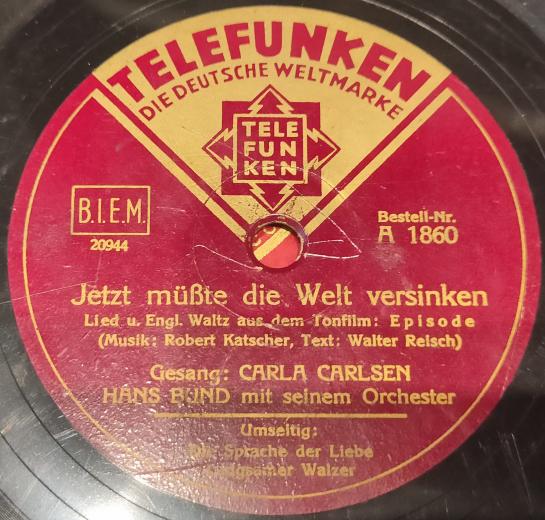 TELEFUNKEN
DIE DEUTSCHE WELTMARKE
TELE
FUN
KEN
B.I.E.M.
20944
Bestell-Nr.
A 1860
Jetzt müßte die Welt versinken
Lied u. Engl. Waltz aus dem Tonfilm: Episode
(Musik: Robert Katscher, Text: Walter Reisch)
Gesang: CARLA CARLSEN
HANS BUND mit seinem Orchester
Umseitig:
Die Sprache der Liebe
Langsamer Walzer